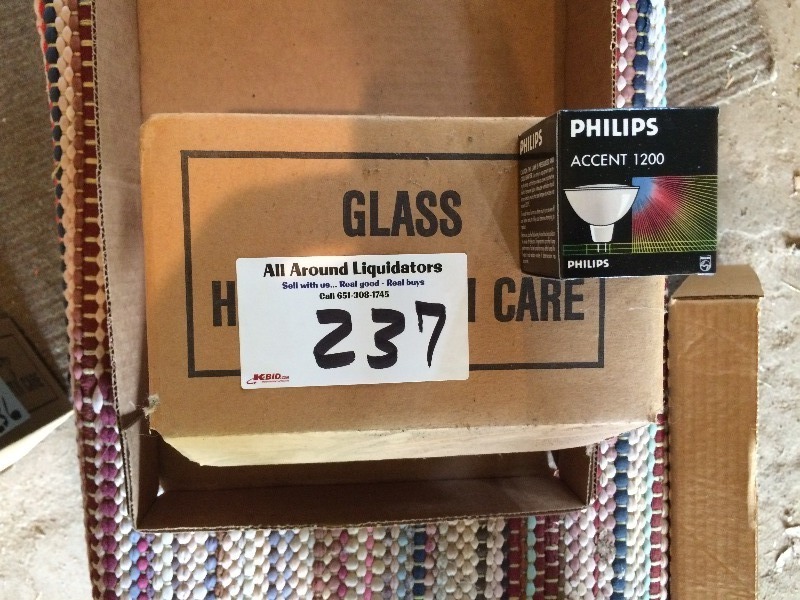 GLASS
H
CARE
All Around Liquidators
Sell with us... Real good - Real buys
Call 651-308-1745
237
K-BID.COM
PHILIPS
PHILIPS
ACCENT 1200
PHILIPS